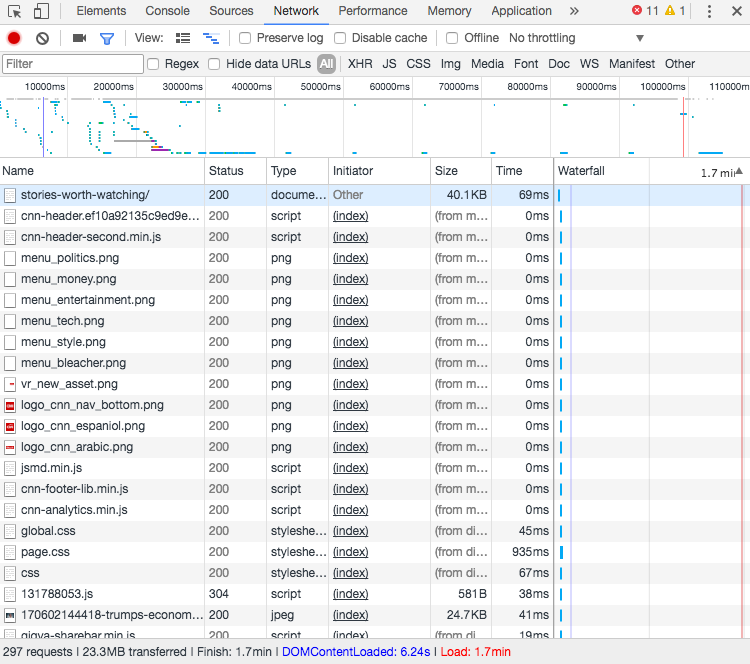 Elements Console Sources Network Performance Memory Application » 11 1
View: Preserve log Disable cache Offline No throttling
Filter Regex Hide data URLs All XHR JS CSS Img Media Font Doc WS Manifest Other
10000ms 20000ms 30000ms 40000ms 50000ms 60000ms 70000ms 80000ms 90000ms 100000ms 110000m
Name Status Type Initiator Size Time Waterfall 1.7 min
stories-worth-watching/ 200 docume... Other 40.1KB 69ms
cnn-header.ef10a92135c9ed9e... 200 script (index) (from m... 0ms
cnn-header-second.min.js 200 script (index) (from m... 0ms
menu_politics.png 200 png (index) (from m... 0ms
menu_money.png 200 png (index) (from m... 0ms
menu_entertainment.png 200 png (index) (from m... 0ms
menu_tech.png 200 png (index) (from m... 0ms
menu_style.png 200 png (index) (from m... 0ms
menu_bleacher.png 200 png (index) (from m... 0ms
vr_new_asset.png 200 png (index) (from m... 0ms
logo_cnn_nav_bottom.png 200 png (index) (from m... 0ms
logo_cnn_espaniol.png 200 png (index) (from m... 0ms
logo_cnn_arabic.png 200 png (index) (from m... 0ms
jsmd.min.js 200 script (index) (from m... 0ms
cnn-footer-lib.min.js 200 script (index) (from m... 0ms
cnn-analytics.min.js 200 script (index) (from m... 0ms
global.css 200 styleshe... (index) (from di... 45ms
page.css 200 styleshe... (index) (from di... 935ms
css 200 styleshe... (index) (from di... 67ms
131788053.js 304 script (index) 581B 38ms
170602144418-trumps-econom... 200 jpeg (index) 24.7KB 41ms
gigya-sharebar.min.js 200 script (index) (from di... 19ms
297 requests | 23.3MB transferred | Finish: 1.7min | DOMContentLoaded: 6.24s | Load: 1.7min